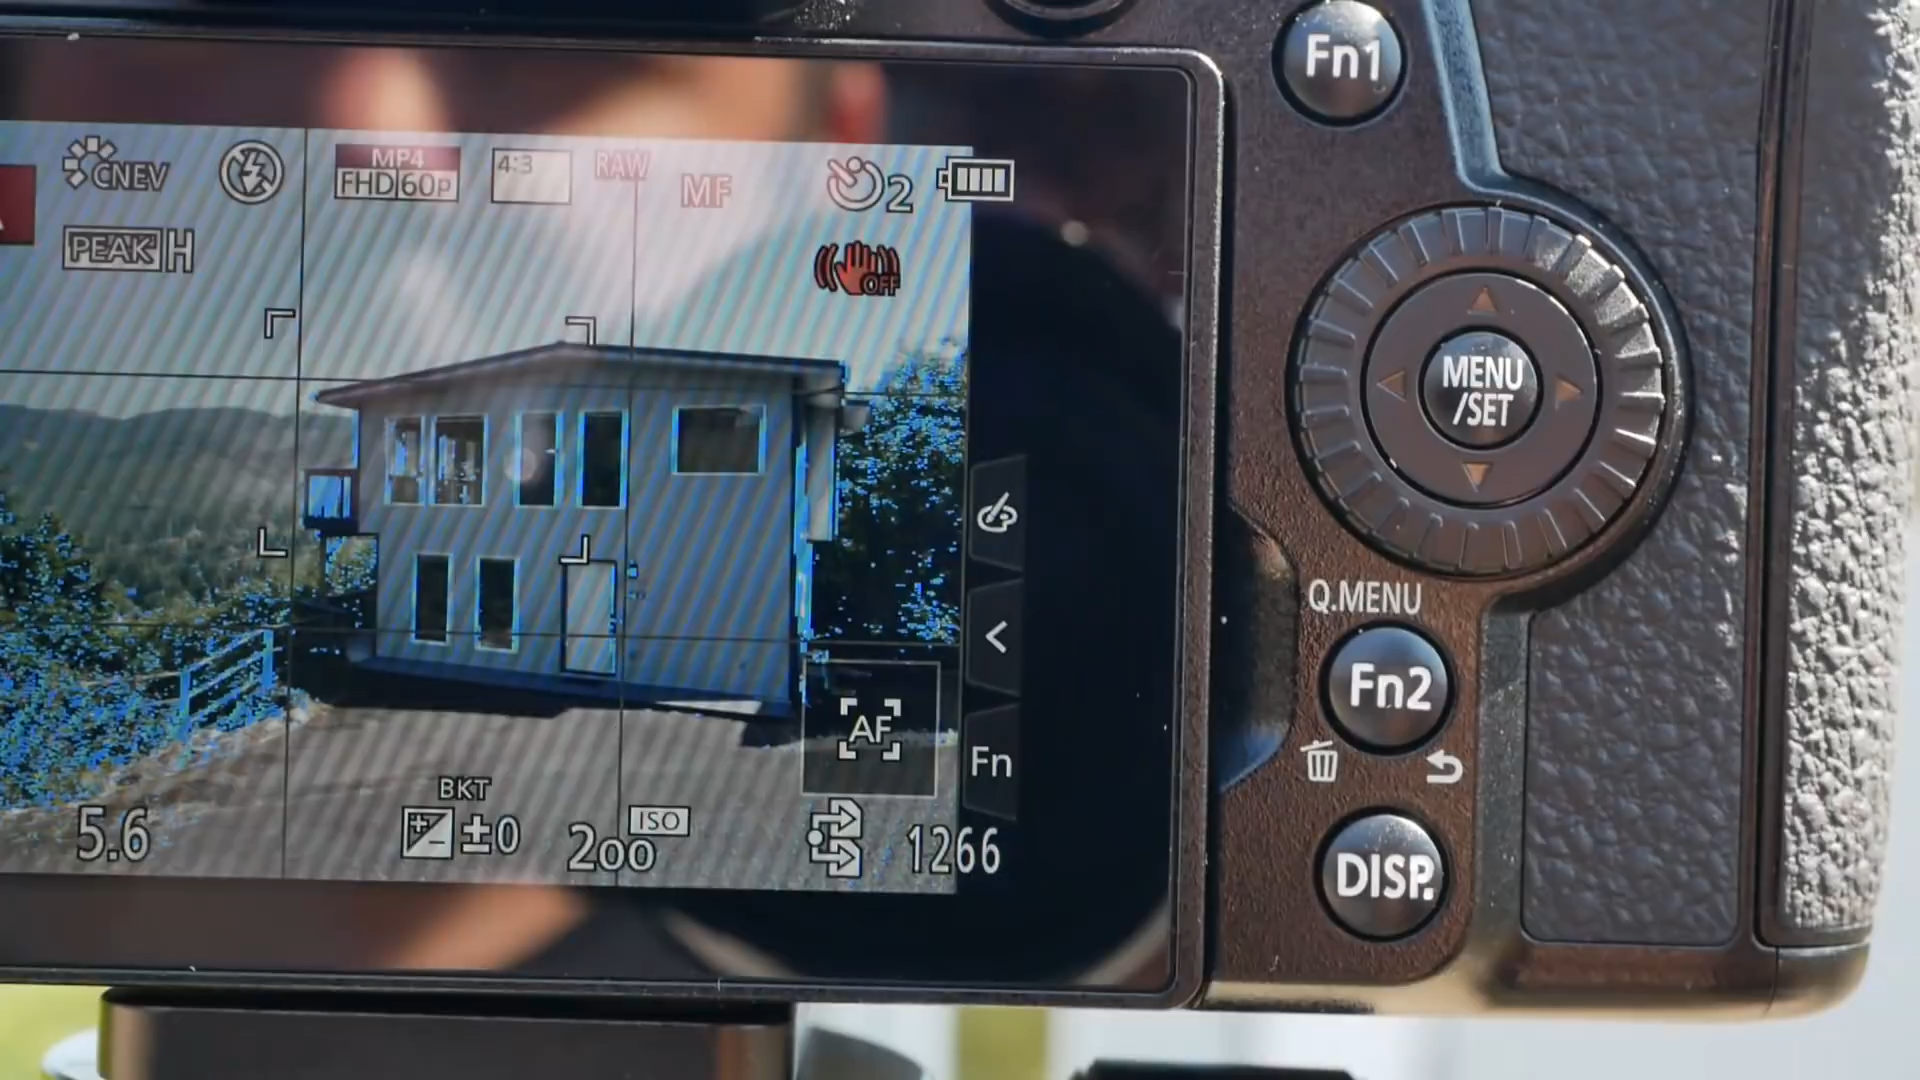 Fn1
CNEV
MP4
FHD 60p
4:3
RAW
MF
2
PEAK H
OFF
MENU
/SET
Q.MENU
Fn2
AF
Fn
BKT
5.6
±0
200
ISO
1266
DISP.